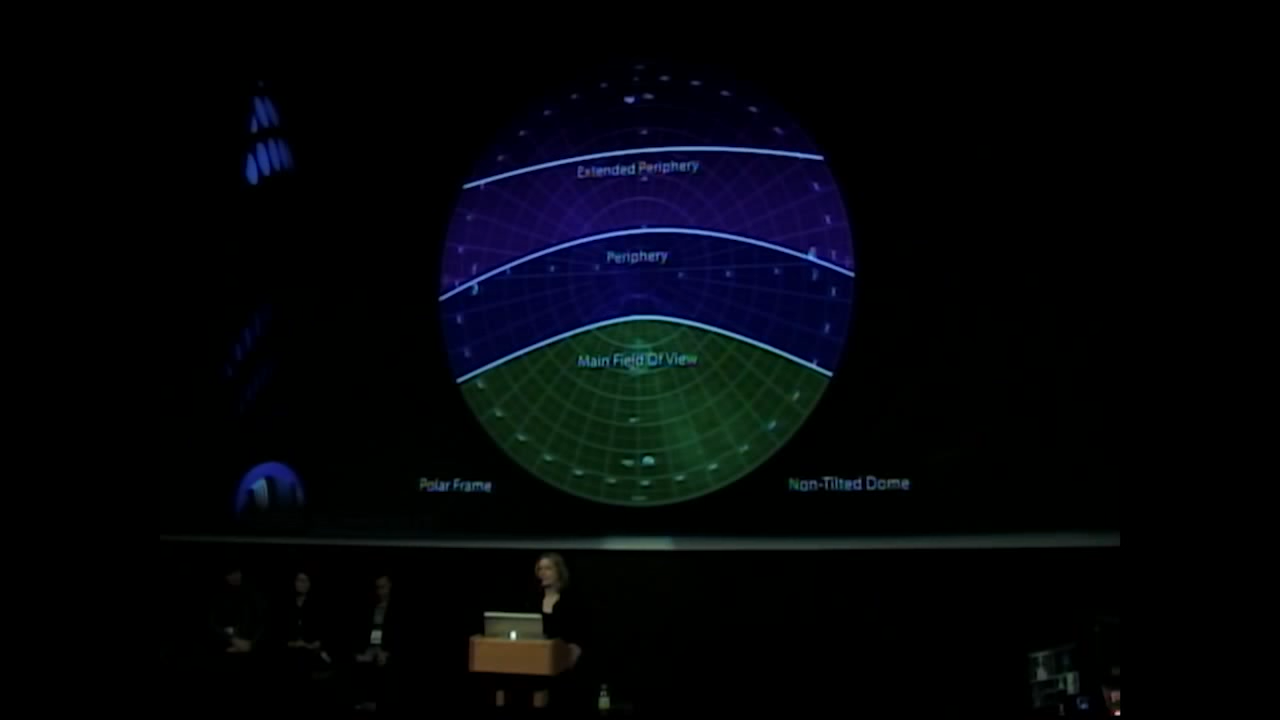 Extended Periphery
Periphery
Main Field Of View
Polar Frame
Non-Tilted Dome